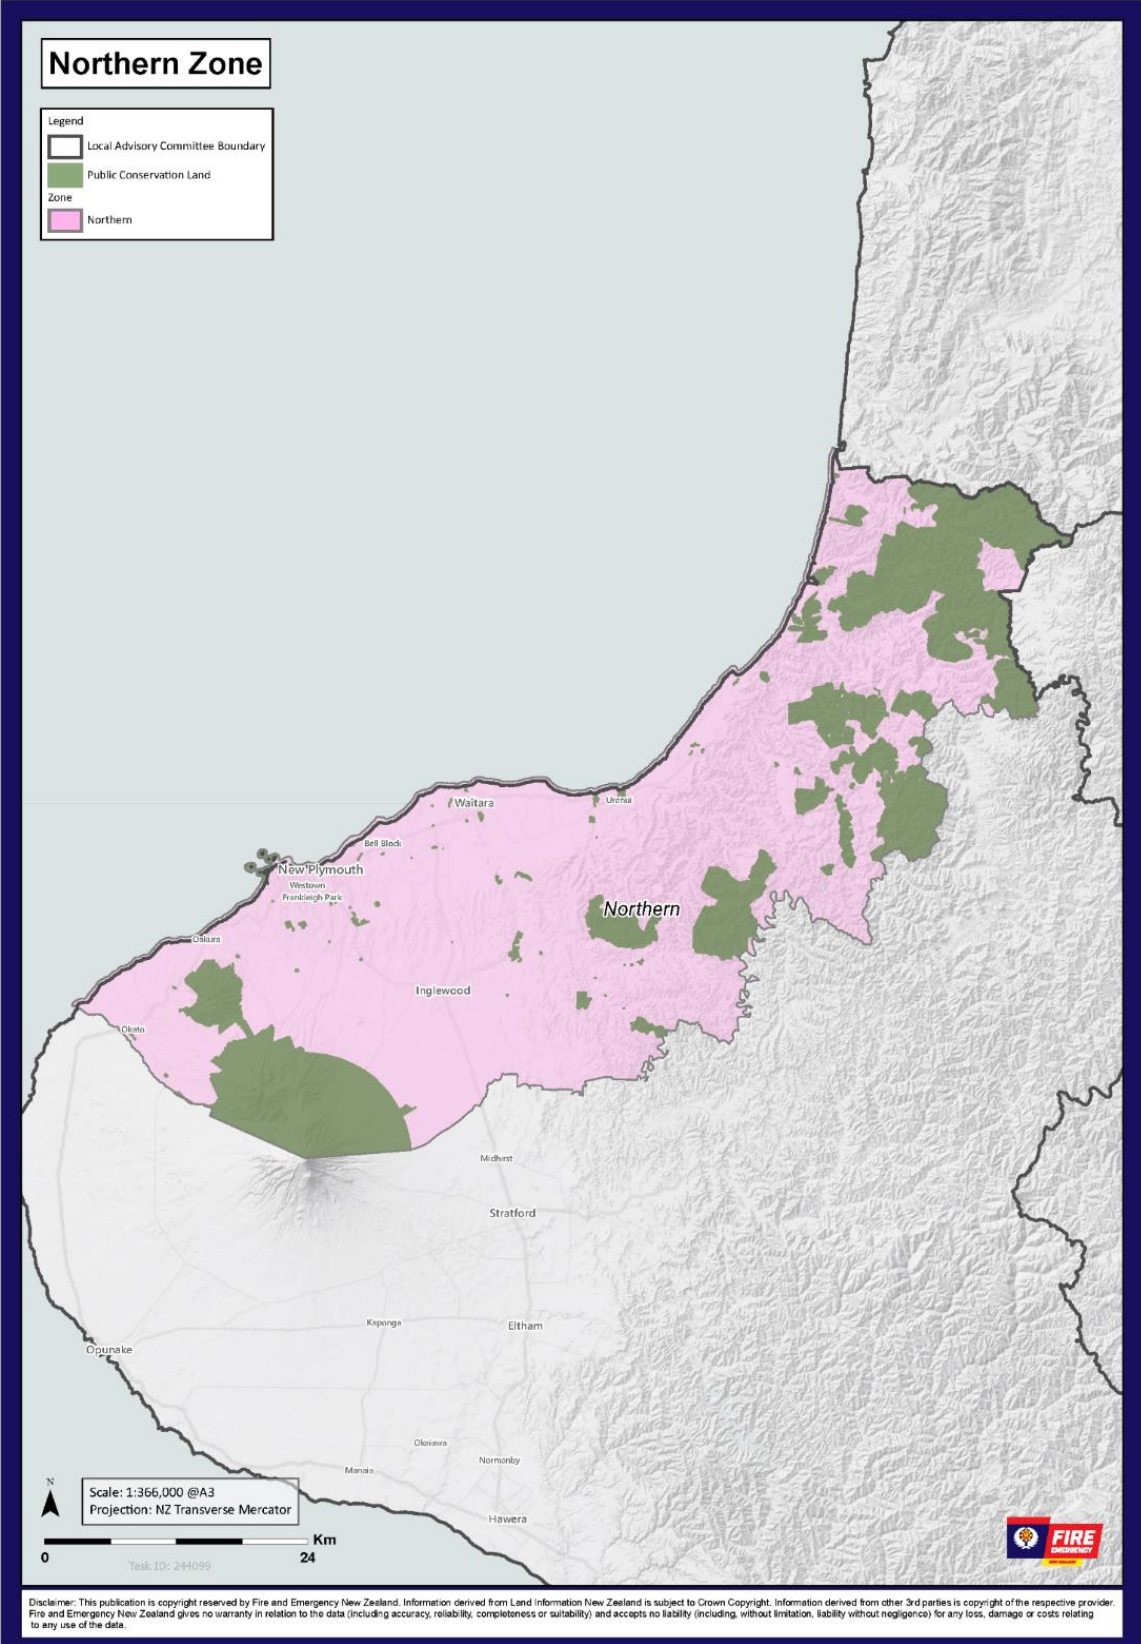 Northern Zone
Legend
Local Advisory Committee Boundary
Public Conservation Land
Zone
Northern
Waitara
Urenui
Bell Block
New Plymouth
Westown
Frankleigh Park
Northern
Oakura
Inglewood
Okato
Midhirst
Stratford
Kaponga
Eltham
Opunake
Okaiawa
Normanby
Manaia
Hawera
N
Scale: 1:366,000 @A3
Projection: NZ Transverse Mercator
Km
0
24
Task ID: 244099
FIRE
EMERGENCY
NEW ZEALAND
Disclaimer: This publication is copyright reserved by Fire and Emergency New Zealand. Information derived from Land Information New Zealand is subject to Crown Copyright. Information derived from other 3rd parties is copyright of the respective provider.
Fire and Emergency New Zealand gives no warranty in relation to the data (including accuracy, reliability, completeness or suitability) and accepts no liability (including, without limitation, liability without negligence) for any loss, damage or costs relating
to any use of the data.